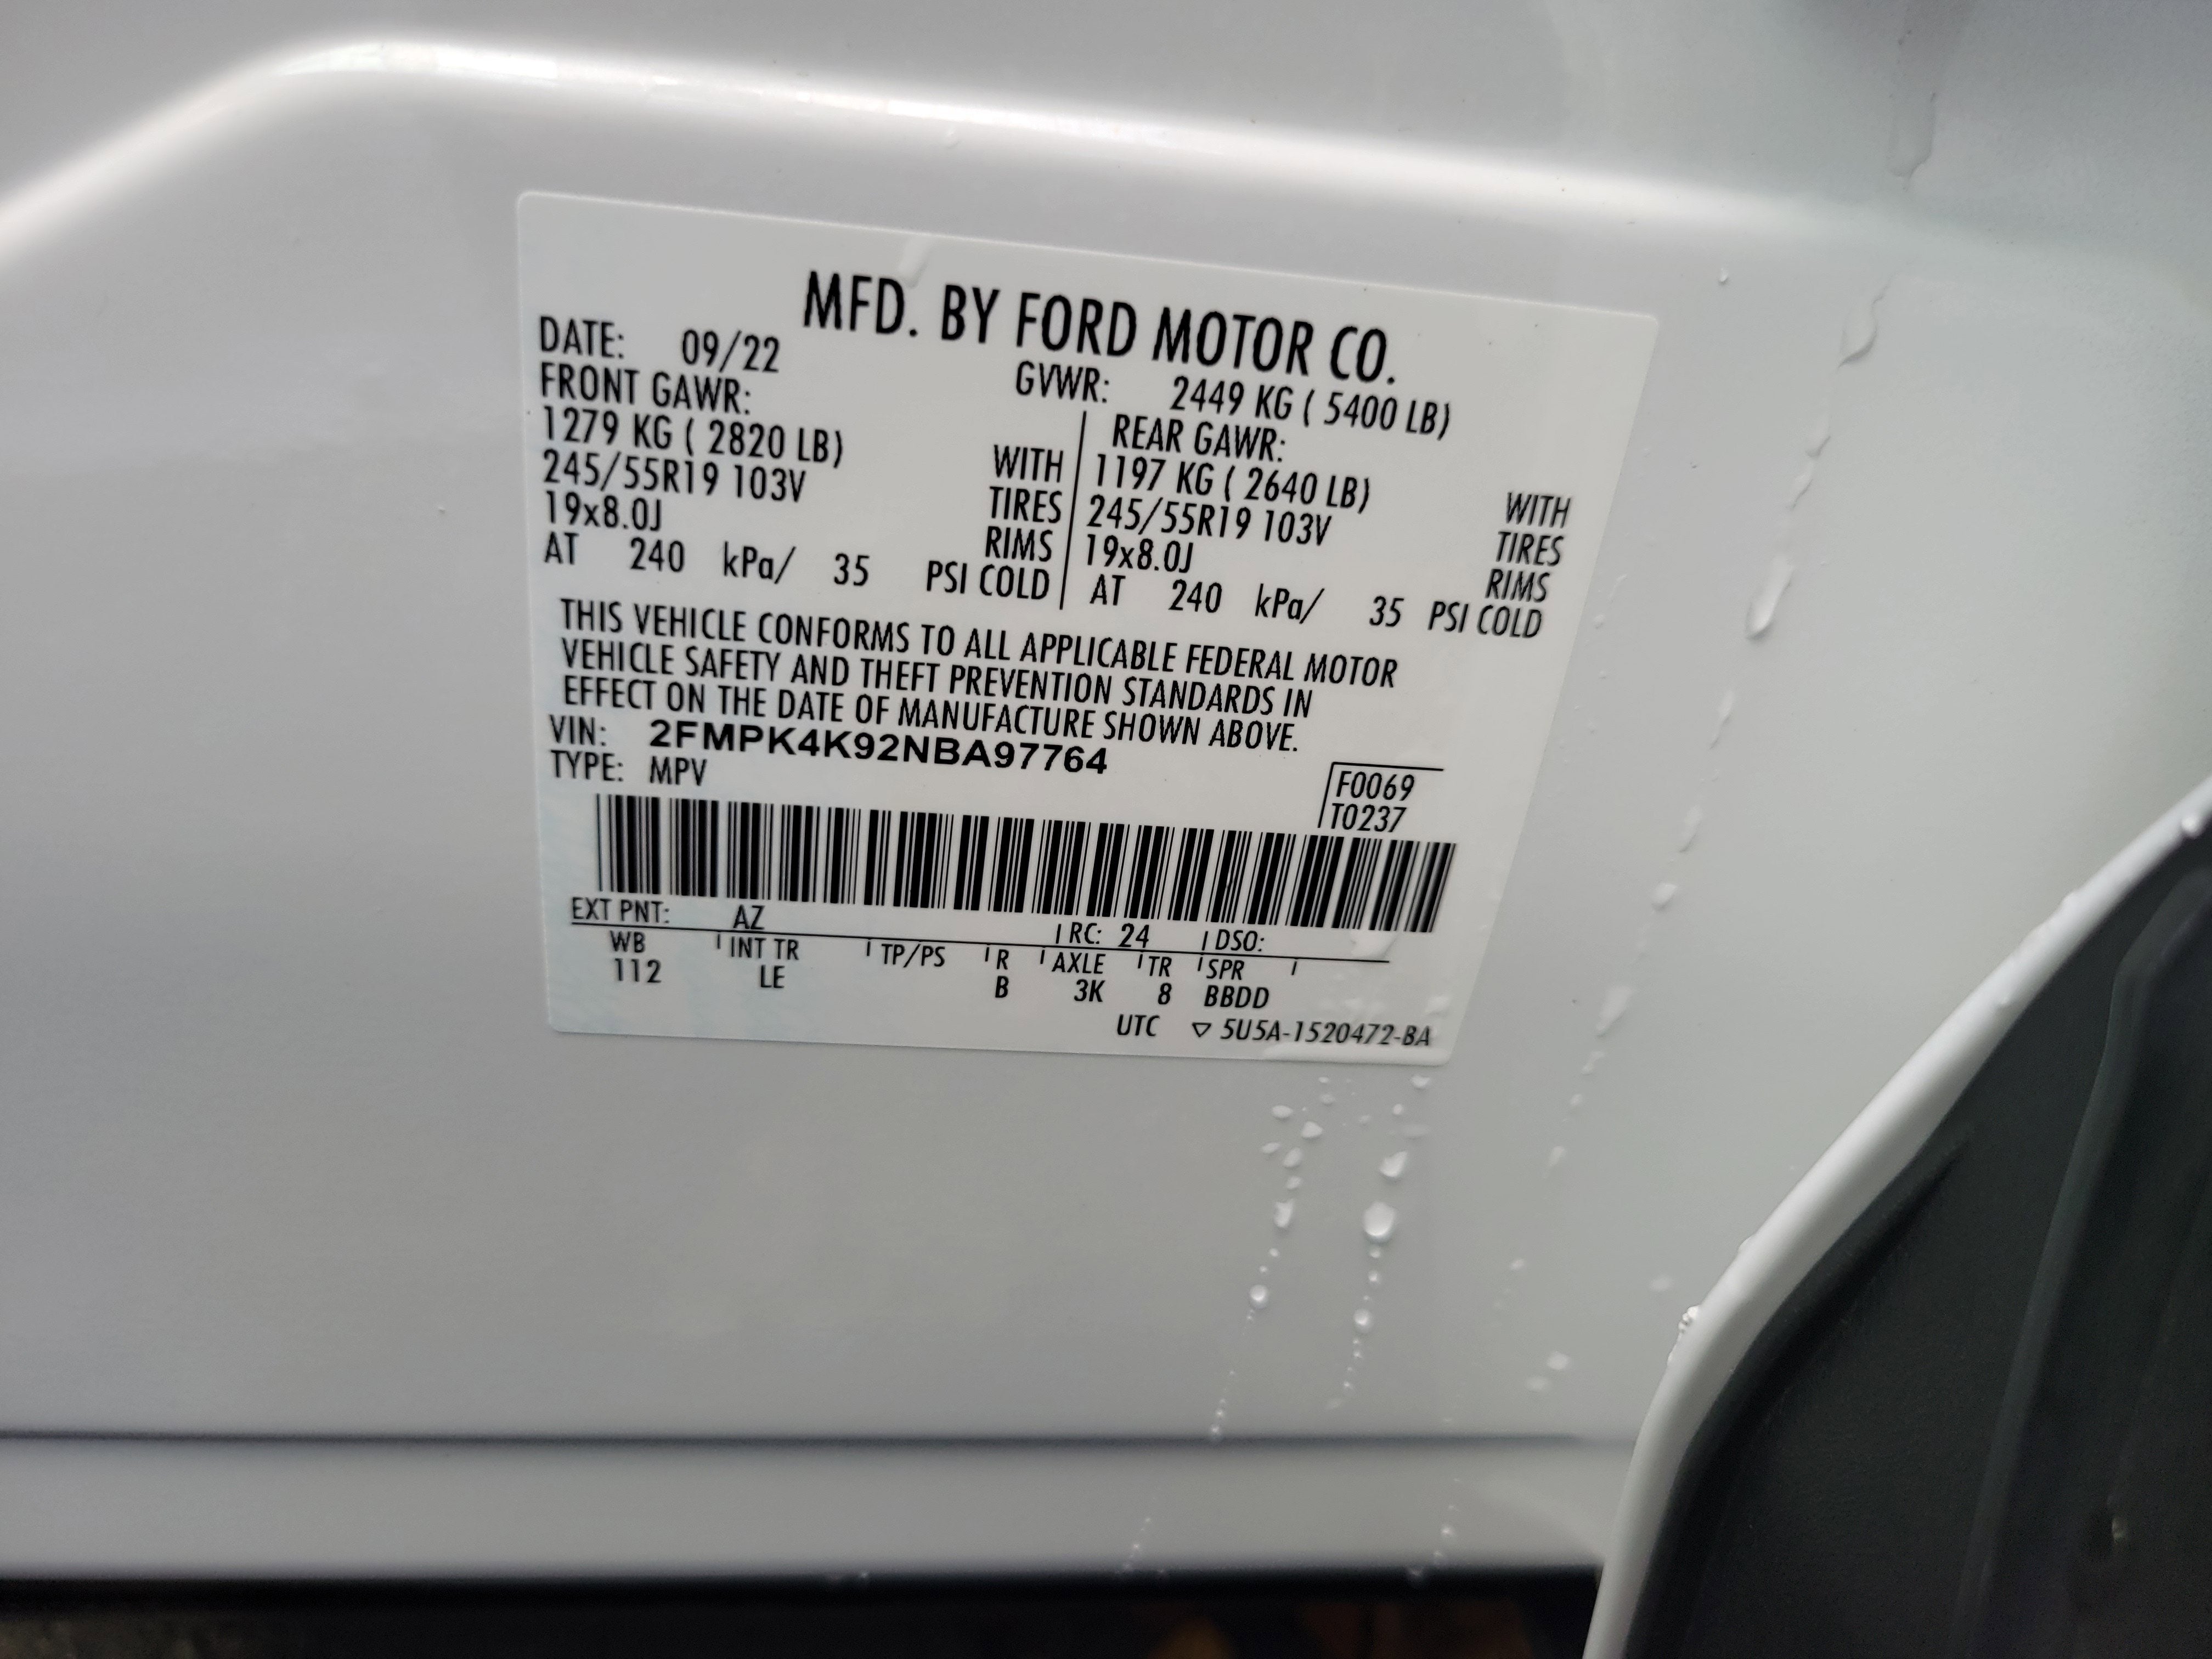 MFD. BY FORD MOTOR CO.
DATE: 09/22 GVWR: 2449 KG ( 5400 LB)
FRONT GAWR: REAR GAWR:
1279 KG ( 2820 LB) WITH 1197 KG ( 2640 LB) WITH
245/55R19 103V TIRES 245/55R19 103V TIRES
19x8.0J RIMS 19x8.0J RIMS
AT 240 kPa/ 35 PSI COLD AT 240 kPa/ 35 PSI COLD
THIS VEHICLE CONFORMS TO ALL APPLICABLE FEDERAL MOTOR
VEHICLE SAFETY AND THEFT PREVENTION STANDARDS IN
EFFECT ON THE DATE OF MANUFACTURE SHOWN ABOVE.
VIN: 2FMPK4K92NBA97764
TYPE: MPV
F0069
T0237
EXT PNT: AZ RC: 24 DSO:
WB INT TR TP/PS R AXLE TR SPR
112 LE B 3K 8 BBDD
UTC ▽ 5U5A-1520472-BA